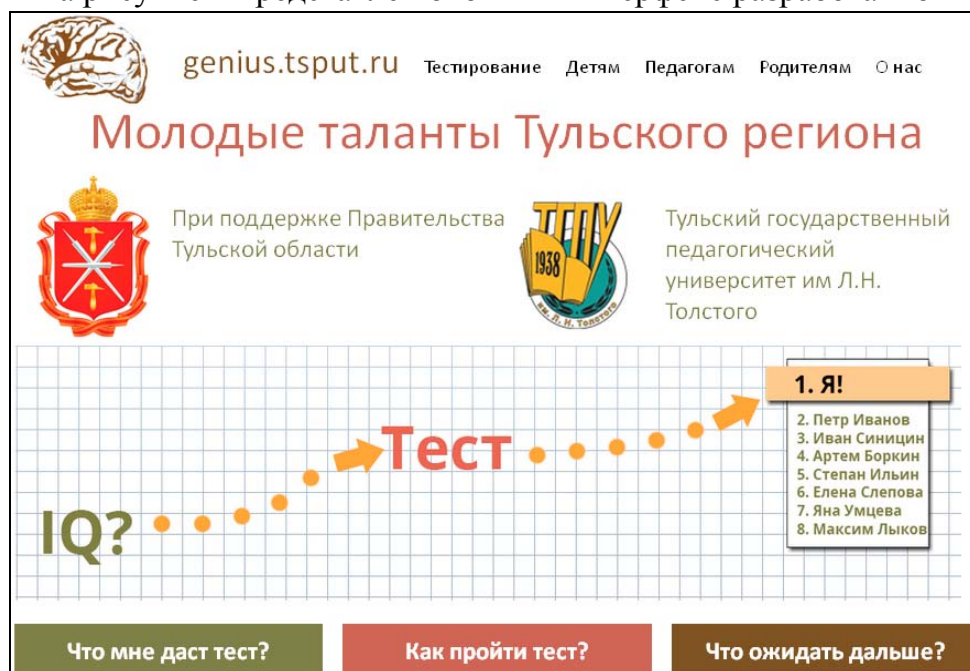 genius.tsput.ru Тестирование Детям Педагогам Родителям О нас
Молодые таланты Тульского региона
При поддержке Правительства
Тульской области
ТГПУ
1938
им. Л. Н. Толстого
Тульский государственный
педагогический
университет им Л.Н.
Толстого
IQ?
Тест
1. Я!
2. Петр Иванов
3. Иван Синицин
4. Артем Боркин
5. Степан Ильин
6. Елена Слепова
7. Яна Умцева
8. Максим Лыков
Что мне даст тест?
Как пройти тест?
Что ожидать дальше?